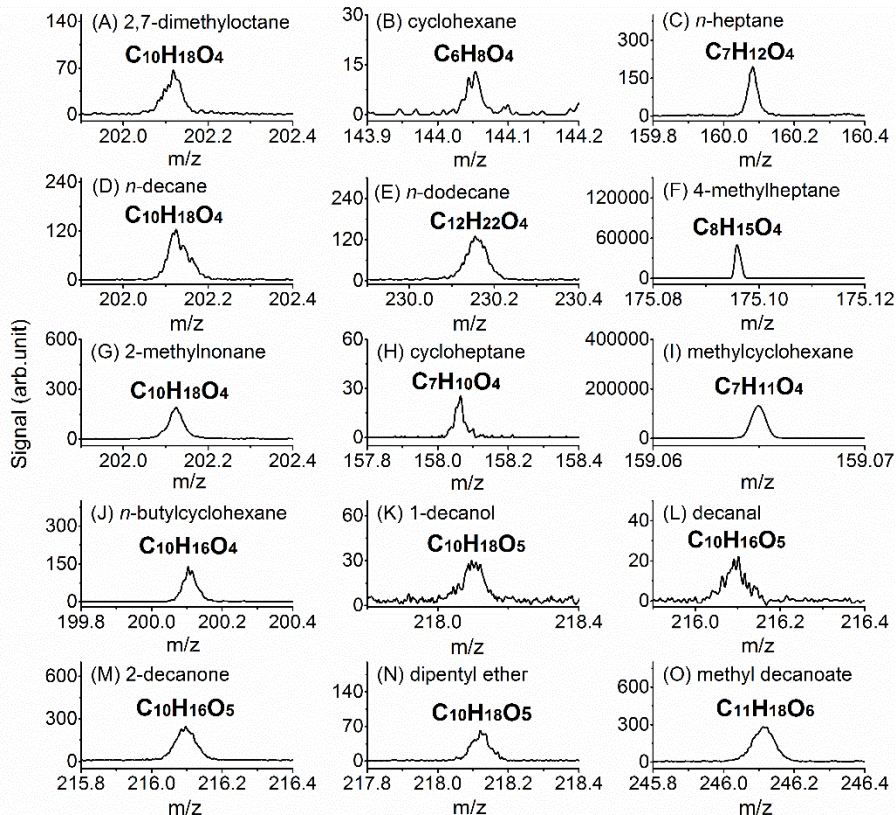 Signal (arb.unit)
(A) 2,7-dimethyloctane
C10H18O4
140
70
0
202.0 202.2 202.4
m/z
(B) cyclohexane
C6H8O4
30
15
0
143.9 144.0 144.1 144.2
m/z
(C) n-heptane
C7H12O4
300
150
0
159.8 160.0 160.2 160.4
m/z
(D) n-decane
C10H18O4
240
120
0
202.0 202.2 202.4
m/z
(E) n-dodecane
C12H22O4
240
120
0
230.0 230.2 230.4
m/z
(F) 4-methylheptane
C8H15O4
120000
60000
0
175.08 175.10 175.12
m/z
(G) 2-methylnonane
C10H18O4
600
300
0
202.0 202.2 202.4
m/z
(H) cycloheptane
C7H10O4
60
30
0
157.8 158.0 158.2 158.4
m/z
(I) methylcyclohexane
C7H11O4
400000
200000
0
159.06 159.07
m/z
(J) n-butylcyclohexane
C10H16O4
300
150
0
199.8 200.0 200.2 200.4
m/z
(K) 1-decanol
C10H18O5
60
30
0
218.0 218.2 218.4
m/z
(L) decanal
C10H16O5
40
20
0
216.0 216.2 216.4
m/z
(M) 2-decanone
C10H16O5
600
300
0
215.8 216.0 216.2 216.4
m/z
(N) dipentyl ether
C10H18O5
140
70
0
217.8 218.0 218.2 218.4
m/z
(O) methyl decanoate
C11H18O6
600
300
0
245.8 246.0 246.2 246.4
m/z